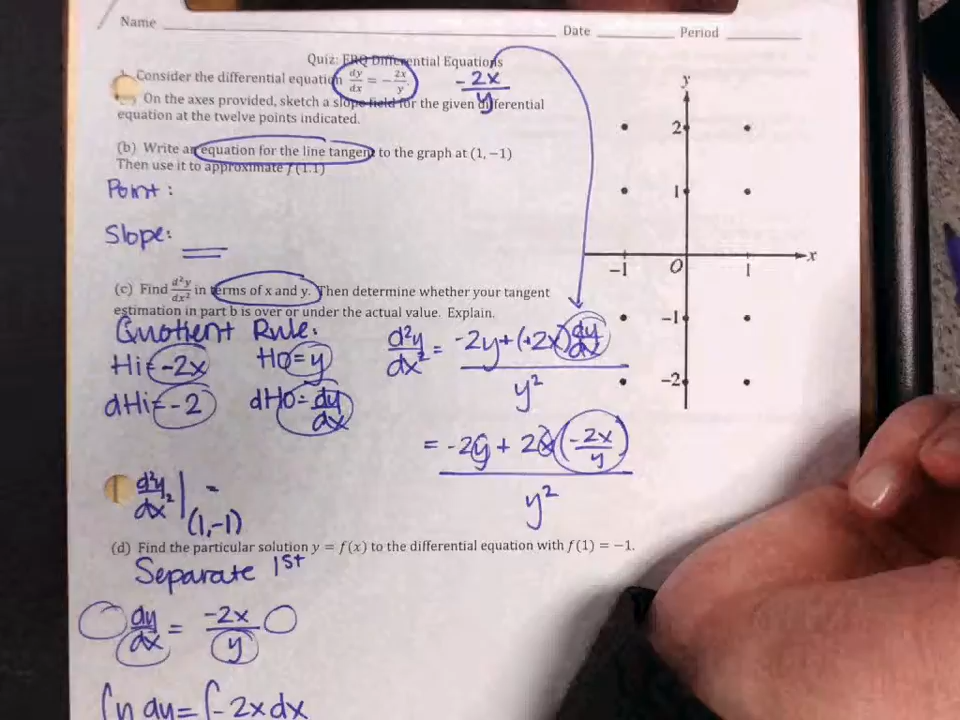 Name ____________ Date ________ Period ________
Quiz: FRQ Differential Equations
Consider the differential equation dy/dx = -2x/y
-2x/y
On the axes provided, sketch a slope field for the given differential
equation at the twelve points indicated.
(b) Write an equation for the line tangent to the graph at (1, −1)
Then use it to approximate f(1.1)
Point:
Slope:
y
2
1
-1 O 1 x
-1
-2
(c) Find d²y/dx² in terms of x and y. Then determine whether your tangent
estimation in part b is over or under the actual value. Explain.
Quotient Rule:
Hi = -2x Ho = y
dHi = -2 dHo = dy/dx
d²y/dx² = -2y+(+2x)(dy/dx) / y²
= -2y + 2x(-2x/y) / y²
d²y/dx² |(1,-1) =
(d) Find the particular solution y = f(x) to the differential equation with f(1) = −1.
Separate 1st
dy/dx = -2x/y
∫y dy = ∫-2x dx